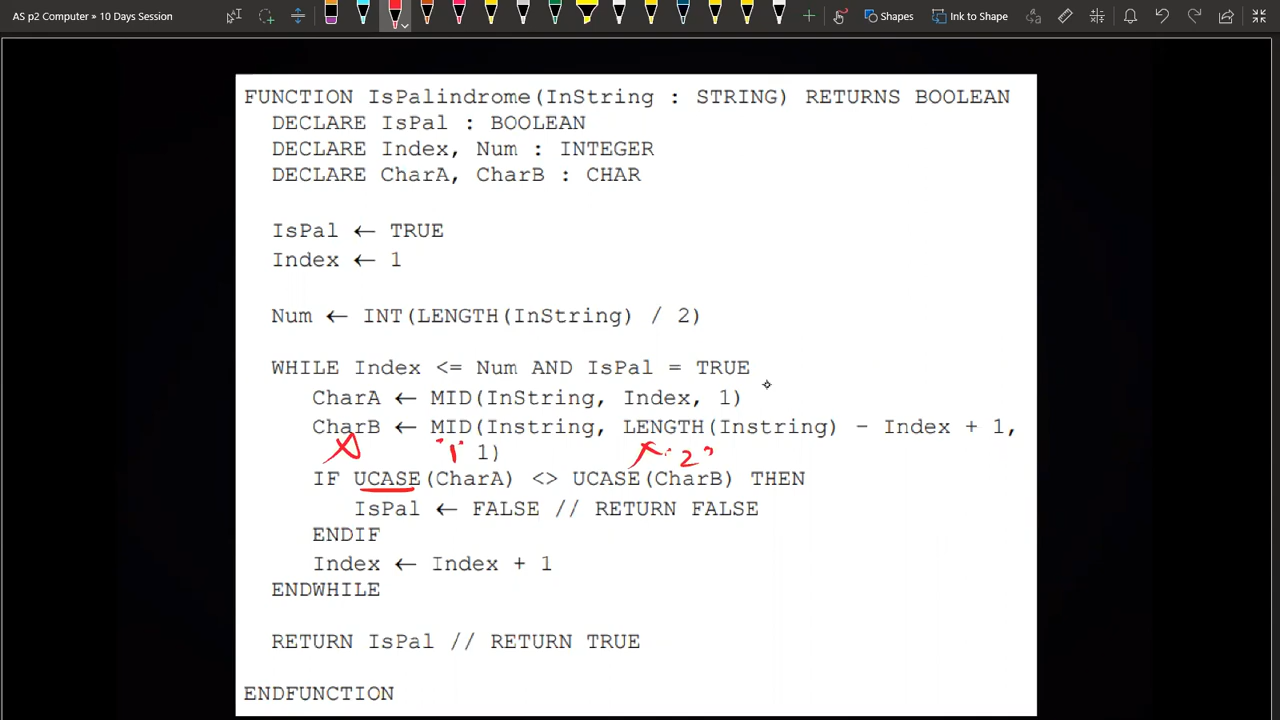 AS p2 Computer » 10 Days Session
Shapes
Ink to Shape
FUNCTION IsPalindrome(InString : STRING) RETURNS BOOLEAN
DECLARE IsPal : BOOLEAN
DECLARE Index, Num : INTEGER
DECLARE CharA, CharB : CHAR
IsPal ← TRUE
Index ← 1
Num ← INT(LENGTH(InString) / 2)
WHILE Index <= Num AND IsPal = TRUE
CharA ← MID(InString, Index, 1)
CharB ← MID(Instring, LENGTH(Instring) - Index + 1,
"1" 1) "2"
IF UCASE(CharA) <> UCASE(CharB) THEN
IsPal ← FALSE // RETURN FALSE
ENDIF
Index ← Index + 1
ENDWHILE
RETURN IsPal // RETURN TRUE
ENDFUNCTION